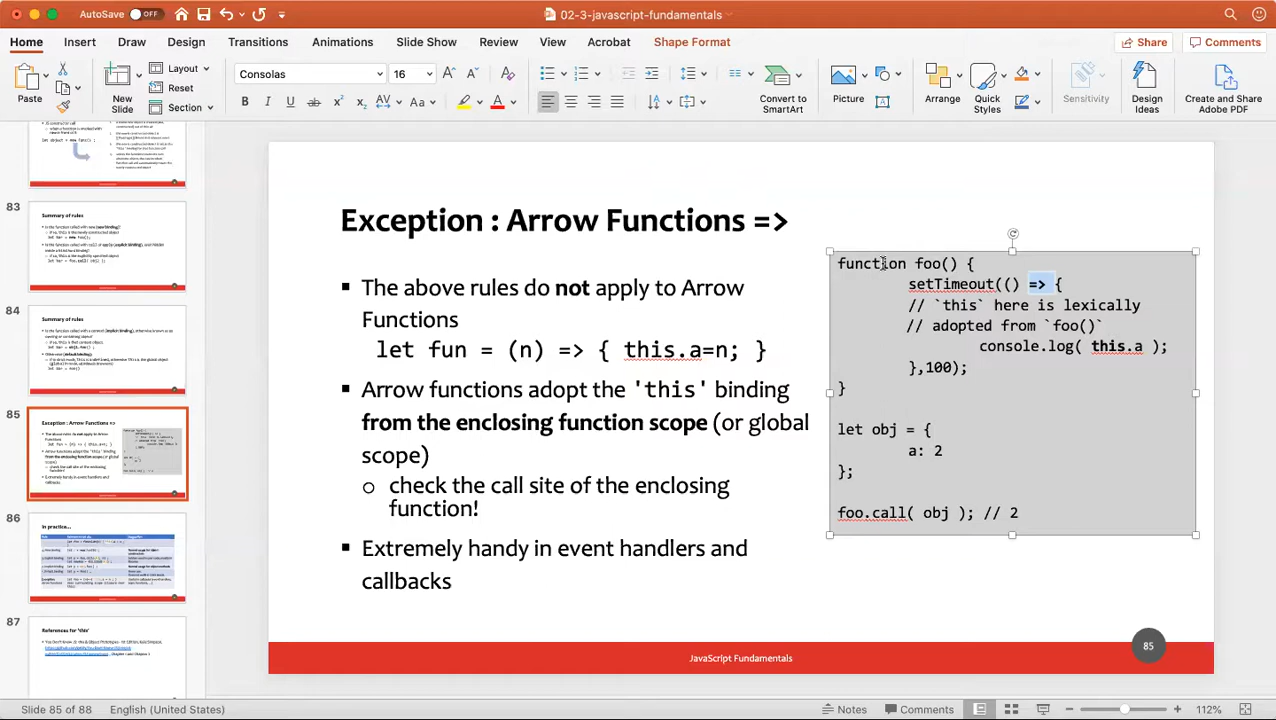 AutoSave OFF 02-3-javascript-fundamentals
Home Insert Draw Design Transitions Animations Slide Show Review View Acrobat Shape Format Share Comments
Paste New Slide Layout Reset Section Consolas 16 Convert to SmartArt Picture Arrange Quick Styles Sensitivity Design Ideas Create and Share Adobe PDF
83
Summary of rules
84
Summary of rules
85
Exception : Arrow Functions =>
86
In practice...
87
References for 'this'
Exception : Arrow Functions =>
▪ The above rules do not apply to Arrow
Functions
let fun = (n) => { this.a=n; }
▪ Arrow functions adopt the 'this' binding
from the enclosing function scope (or global
scope)
o check the call site of the enclosing
function!
▪ Extremely handy in event handlers and
callbacks
function foo() {
setTimeout(() => {
// `this` here is lexically
// adopted from `foo()`
console.log( this.a );
},100);
}
let obj = {
a: 2
};
foo.call( obj ); // 2
JavaScript Fundamentals
85
Slide 85 of 88 English (United States) Notes Comments 112%